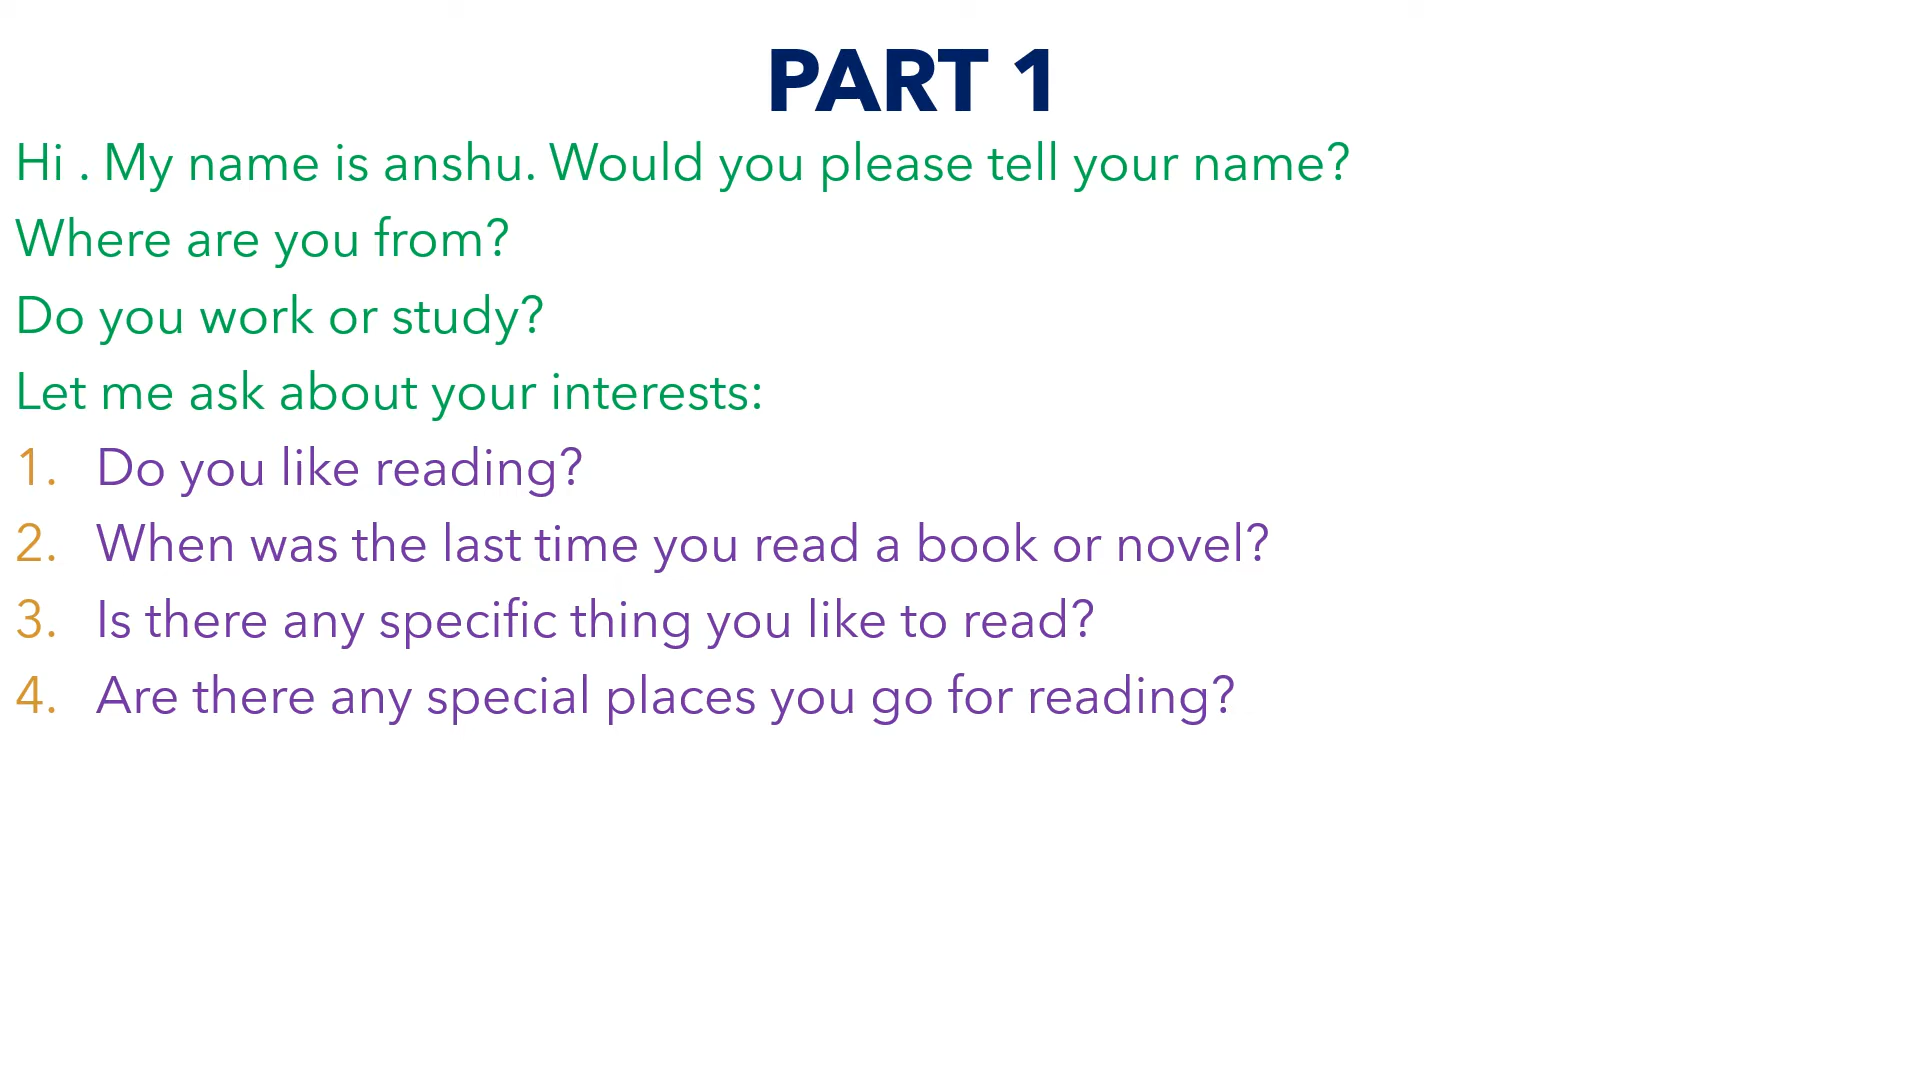 PART 1
Hi . My name is anshu. Would you please tell your name?
Where are you from?
Do you work or study?
Let me ask about your interests:
1. Do you like reading?
2. When was the last time you read a book or novel?
3. Is there any specific thing you like to read?
4. Are there any special places you go for reading?